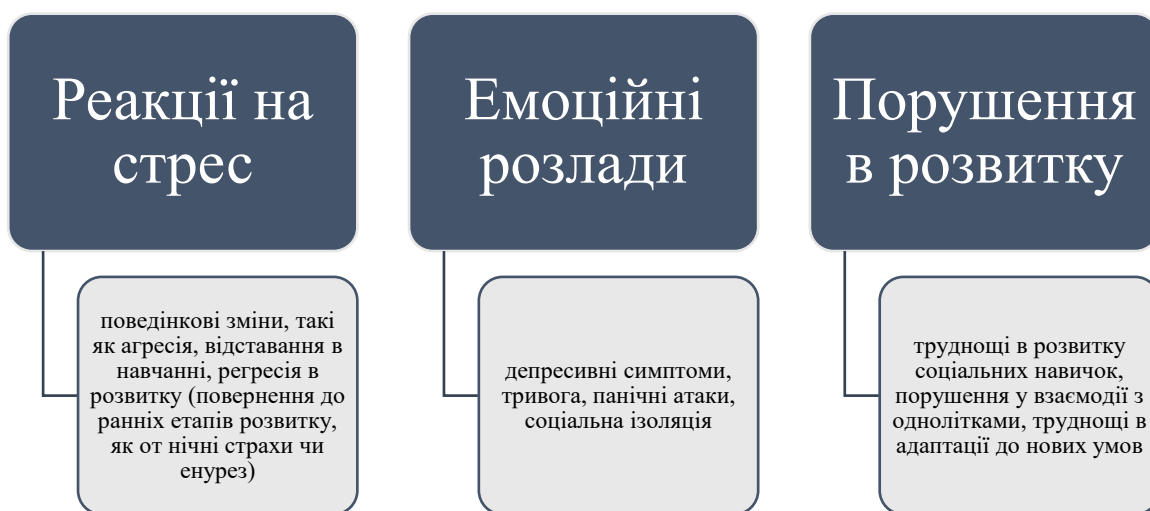 Реакції на
стрес
поведінкові зміни, такі
як агресія, відставання в
навчанні, регресія в
розвитку (повернення до
ранніх етапів розвитку,
як от нічні страхи чи
енурез)
Емоційні
розлади
депресивні симптоми,
тривога, панічні атаки,
соціальна ізоляція
Порушення
в розвитку
труднощі в розвитку
соціальних навичок,
порушення у взаємодії з
однолітками, труднощі в
адаптації до нових умов